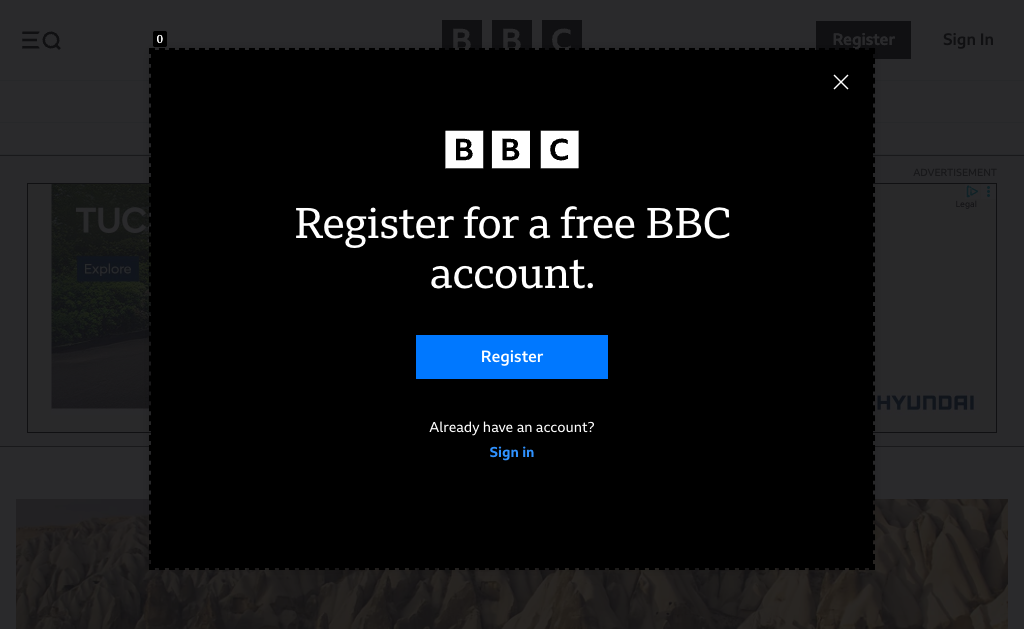 0
BBC
Register
Sign In
ADVERTISEMENT
Legal
TUC
Explore
HYUNDAI
BBC
Register for a free BBC
account.
Register
Already have an account?
Sign in